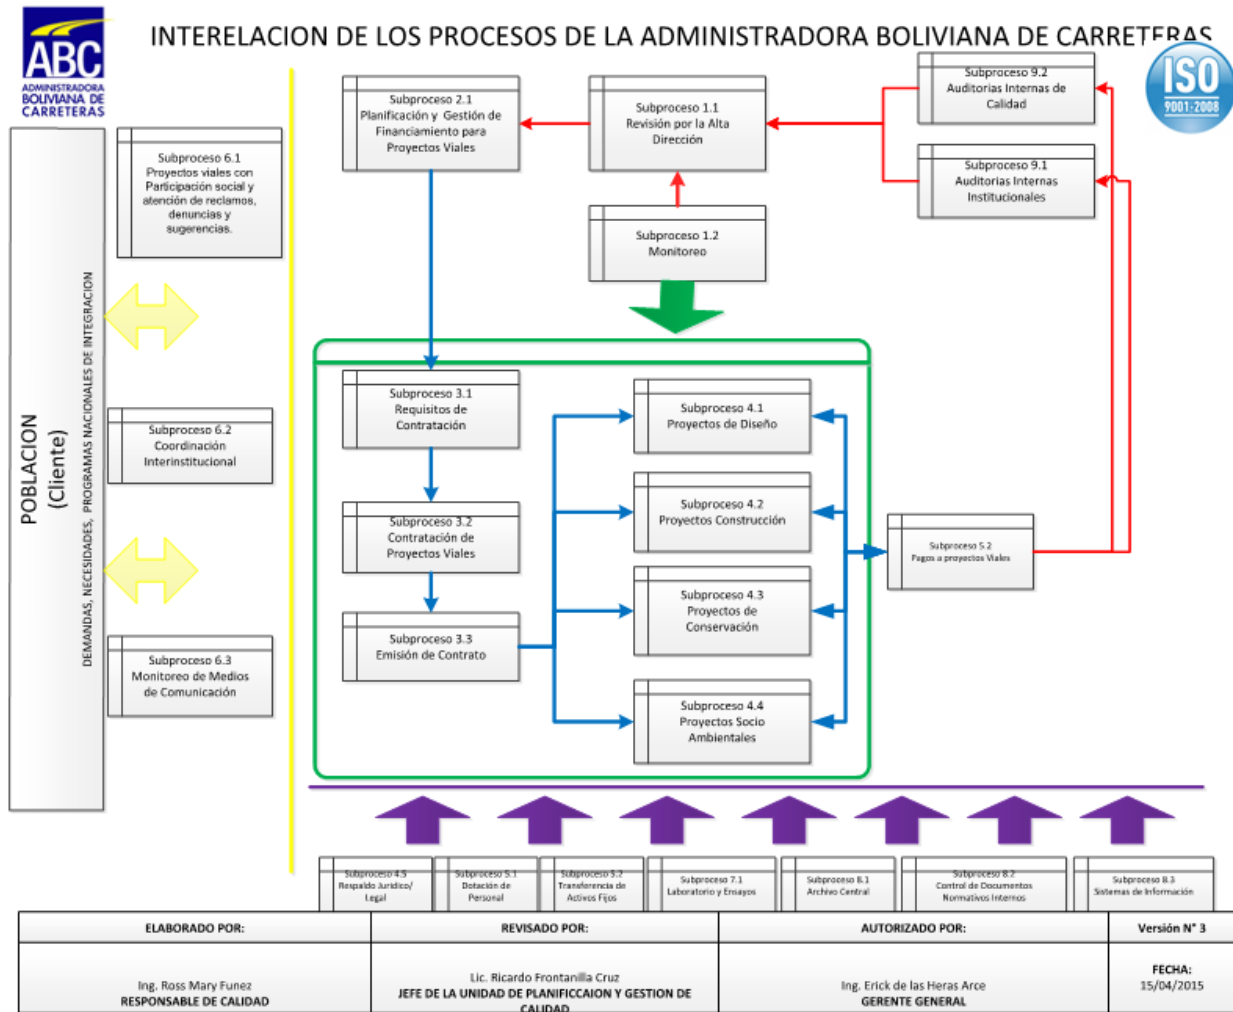 INTERELACION DE LOS PROCESOS DE LA ADMINISTRADORA BOLIVIANA DE CARRETERAS
ABC
ADMINISTRADORA
BOLIVIANA DE
CARRETERAS
ISO
9001-2008
POBLACION
(Cliente)
DEMANDAS, NECESIDADES, PROGRAMAS NACIONALES DE INTEGRACION
Subproceso 6.1
Proyectos viales con
Participación social y
atención de reclamos,
denuncias y
sugerencias.
Subproceso 6.2
Coordinación
Interinstitucional
Subproceso 6.3
Monitoreo de Medios
de Comunicación
Subproceso 2.1
Planificación y Gestión de
Financiamiento para
Proyectos Viales
Subproceso 1.1
Revisión por la Alta
Dirección
Subproceso 9.2
Auditorias Internas de
Calidad
Subproceso 9.1
Auditorias Internas
Institucionales
Subproceso 1.2
Monitoreo
Subproceso 3.1
Requisitos de
Contratación
Subproceso 3.2
Contratación de
Proyectos Viales
Subproceso 3.3
Emisión de Contrato
Subproceso 4.1
Proyectos de Diseño
Subproceso 4.2
Proyectos Construcción
Subproceso 4.3
Proyectos de
Conservación
Subproceso 4.4
Proyectos Socio
Ambientales
Subproceso 5.2
Pagos a proyectos Viales
Subproceso 4.5
Respaldo Jurídico/
Legal
Subproceso 5.1
Dotación de
Personal
Subproceso 5.2
Transferencia de
Activos Fijos
Subproceso 7.1
Laboratorio y Ensayos
Subproceso 8.1
Archivo Central
Subproceso 8.2
Control de Documentos
Normativos Internos
Subproceso 8.3
Sistemas de Información
ELABORADO POR:
Ing. Ross Mary Funez
RESPONSABLE DE CALIDAD
REVISADO POR:
Lic. Ricardo Frontanilla Cruz
JEFE DE LA UNIDAD DE PLANIFICCAION Y GESTION DE
CALIDAD
AUTORIZADO POR:
Ing. Erick de las Heras Arce
GERENTE GENERAL
Versión N° 3
FECHA:
15/04/2015